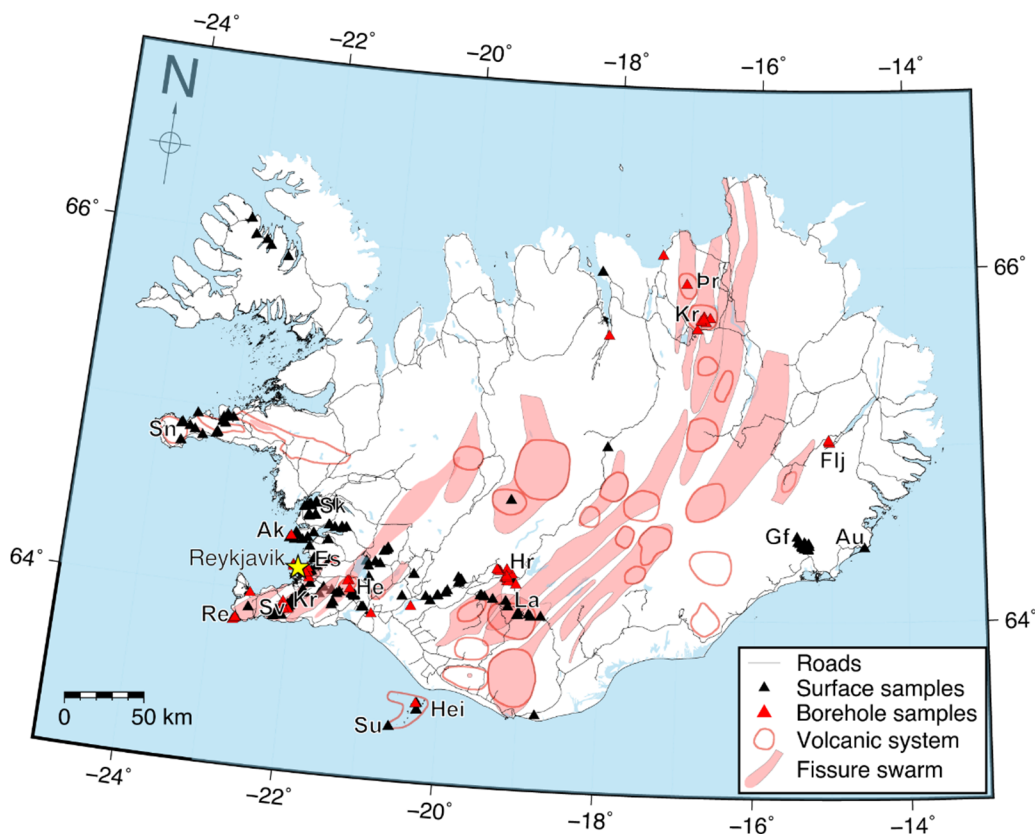 −24°
−22°
−20°
−18°
−16°
−14°
N
66°
66°
Þr
Kr
Sn
Flj
Sk
Ak
Gf
Au
64°
Reykjavik
Es
Hr
He
Kr
La
Sv
Re
64°
Roads
Surface samples
0 50 km
Hei
Borehole samples
Su
Volcanic system
Fissure swarm
−24°
−22°
−20°
−18°
−16°
−14°